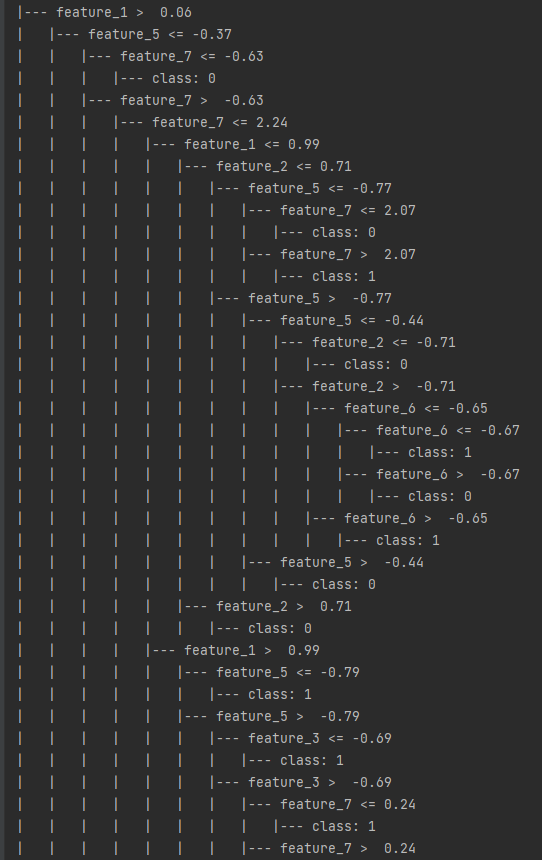 |--- feature_1 >  0.06
|   |--- feature_5 <= -0.37
|   |   |--- feature_7 <= -0.63
|   |   |   |--- class: 0
|   |   |--- feature_7 >  -0.63
|   |   |   |--- feature_7 <= 2.24
|   |   |   |   |--- feature_1 <= 0.99
|   |   |   |   |   |--- feature_2 <= 0.71
|   |   |   |   |   |   |--- feature_5 <= -0.77
|   |   |   |   |   |   |   |--- feature_7 <= 2.07
|   |   |   |   |   |   |   |   |--- class: 0
|   |   |   |   |   |   |   |--- feature_7 >  2.07
|   |   |   |   |   |   |   |   |--- class: 1
|   |   |   |   |   |   |--- feature_5 >  -0.77
|   |   |   |   |   |   |   |--- feature_5 <= -0.44
|   |   |   |   |   |   |   |   |--- feature_2 <= -0.71
|   |   |   |   |   |   |   |   |   |--- class: 0
|   |   |   |   |   |   |   |   |--- feature_2 >  -0.71
|   |   |   |   |   |   |   |   |   |--- feature_6 <= -0.65
|   |   |   |   |   |   |   |   |   |   |--- feature_6 <= -0.67
|   |   |   |   |   |   |   |   |   |   |   |--- class: 1
|   |   |   |   |   |   |   |   |   |   |--- feature_6 >  -0.67
|   |   |   |   |   |   |   |   |   |   |   |--- class: 0
|   |   |   |   |   |   |   |   |   |--- feature_6 >  -0.65
|   |   |   |   |   |   |   |   |   |   |--- class: 1
|   |   |   |   |   |   |   |--- feature_5 >  -0.44
|   |   |   |   |   |   |   |   |--- class: 0
|   |   |   |   |   |--- feature_2 >  0.71
|   |   |   |   |   |   |--- class: 0
|   |   |   |   |--- feature_1 >  0.99
|   |   |   |   |   |--- feature_5 <= -0.79
|   |   |   |   |   |   |--- class: 1
|   |   |   |   |   |--- feature_5 >  -0.79
|   |   |   |   |   |   |--- feature_3 <= -0.69
|   |   |   |   |   |   |   |--- class: 1
|   |   |   |   |   |   |--- feature_3 >  -0.69
|   |   |   |   |   |   |   |--- feature_7 <= 0.24
|   |   |   |   |   |   |   |   |--- class: 1
|   |   |   |   |   |   |   |--- feature_7 >  0.24